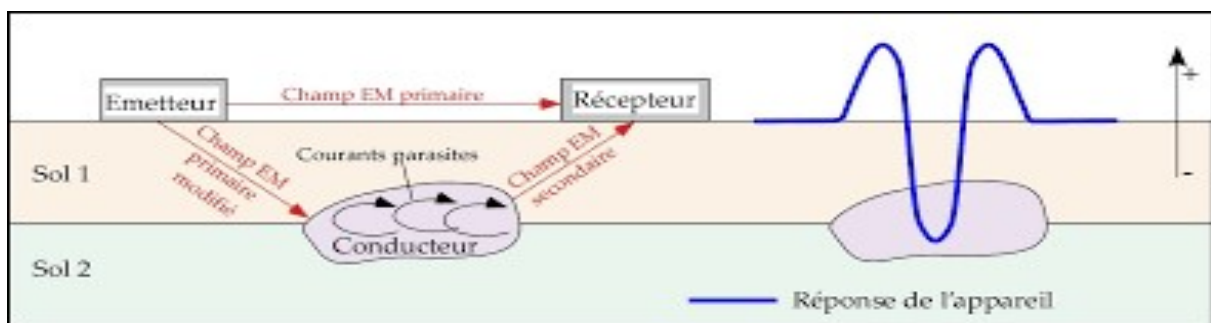 Emetteur
Champ EM primaire
Récepteur
+
-
Champ EM
primaire
modifié
Courants parasites
Champ EM
secondaire
Sol 1
Conducteur
Sol 2
Réponse de l'appareil